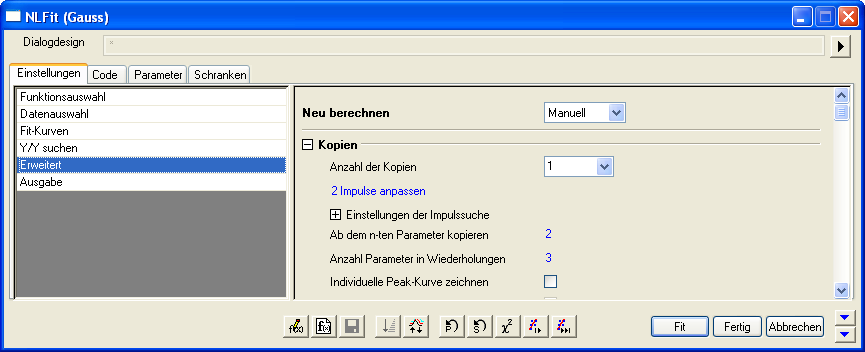 NLFit (Gauss)
Dialogdesign
*
Einstellungen Code Parameter Schranken
Funktionsauswahl
Datenauswahl
Fit-Kurven
Y/Y suchen
Erweitert
Ausgabe
Neu berechnen Manuell
Kopien
Anzahl der Kopien 1
2 Impulse anpassen
Einstellungen der Impulssuche
Ab dem n-ten Parameter kopieren 2
Anzahl Parameter in Wiederholungen 3
Individuelle Peak-Kurve zeichnen
P S χ² Fit Fertig Abbrechen